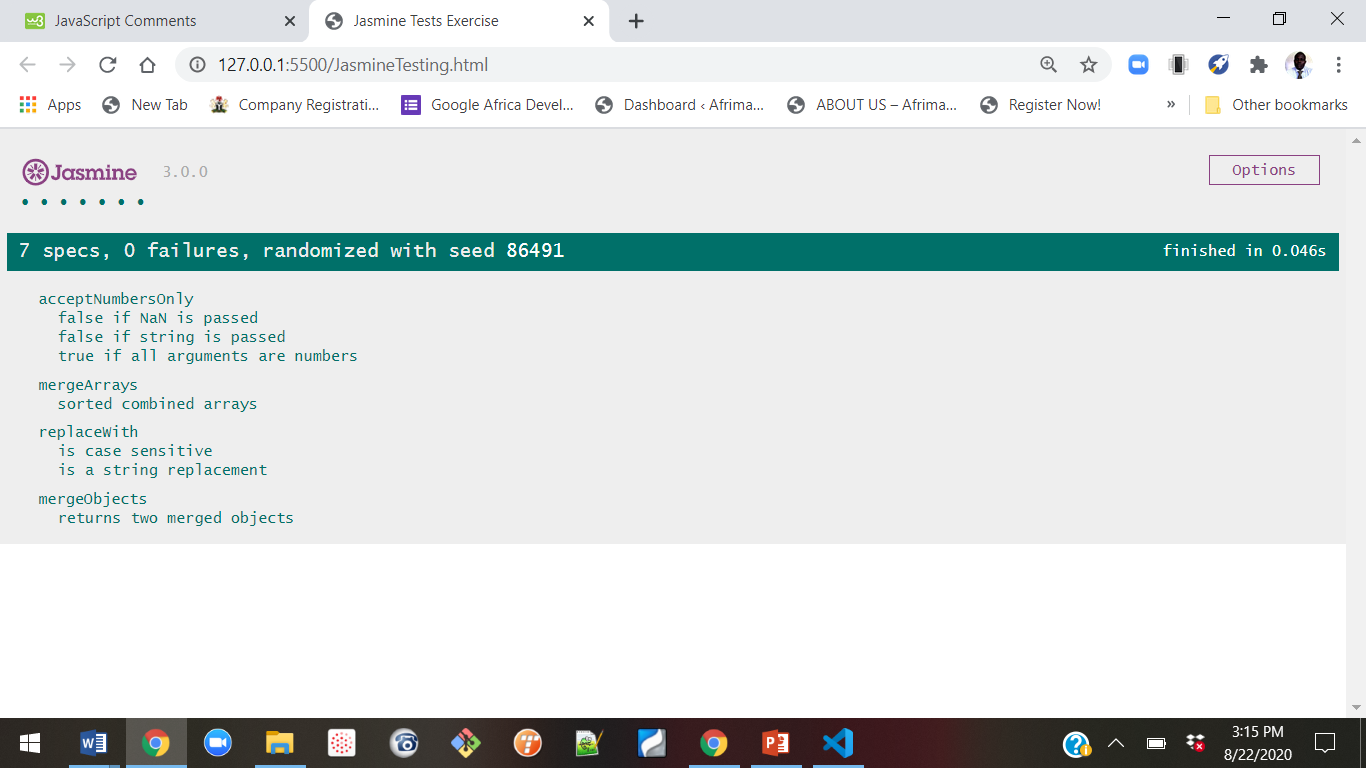 JavaScript Comments
Jasmine Tests Exercise
127.0.0.1:5500/JasmineTesting.html
Apps
New Tab
Company Registrati...
Google Africa Devel...
Dashboard ‹ Afrima...
ABOUT US – Afrima...
Register Now!
»
Other bookmarks
Jasmine 3.0.0
Options
• • • • • • •
7 specs, 0 failures, randomized with seed 86491
finished in 0.046s
acceptNumbersOnly
false if NaN is passed
false if string is passed
true if all arguments are numbers
mergeArrays
sorted combined arrays
replaceWith
is case sensitive
is a string replacement
mergeObjects
returns two merged objects
3:15 PM
8/22/2020